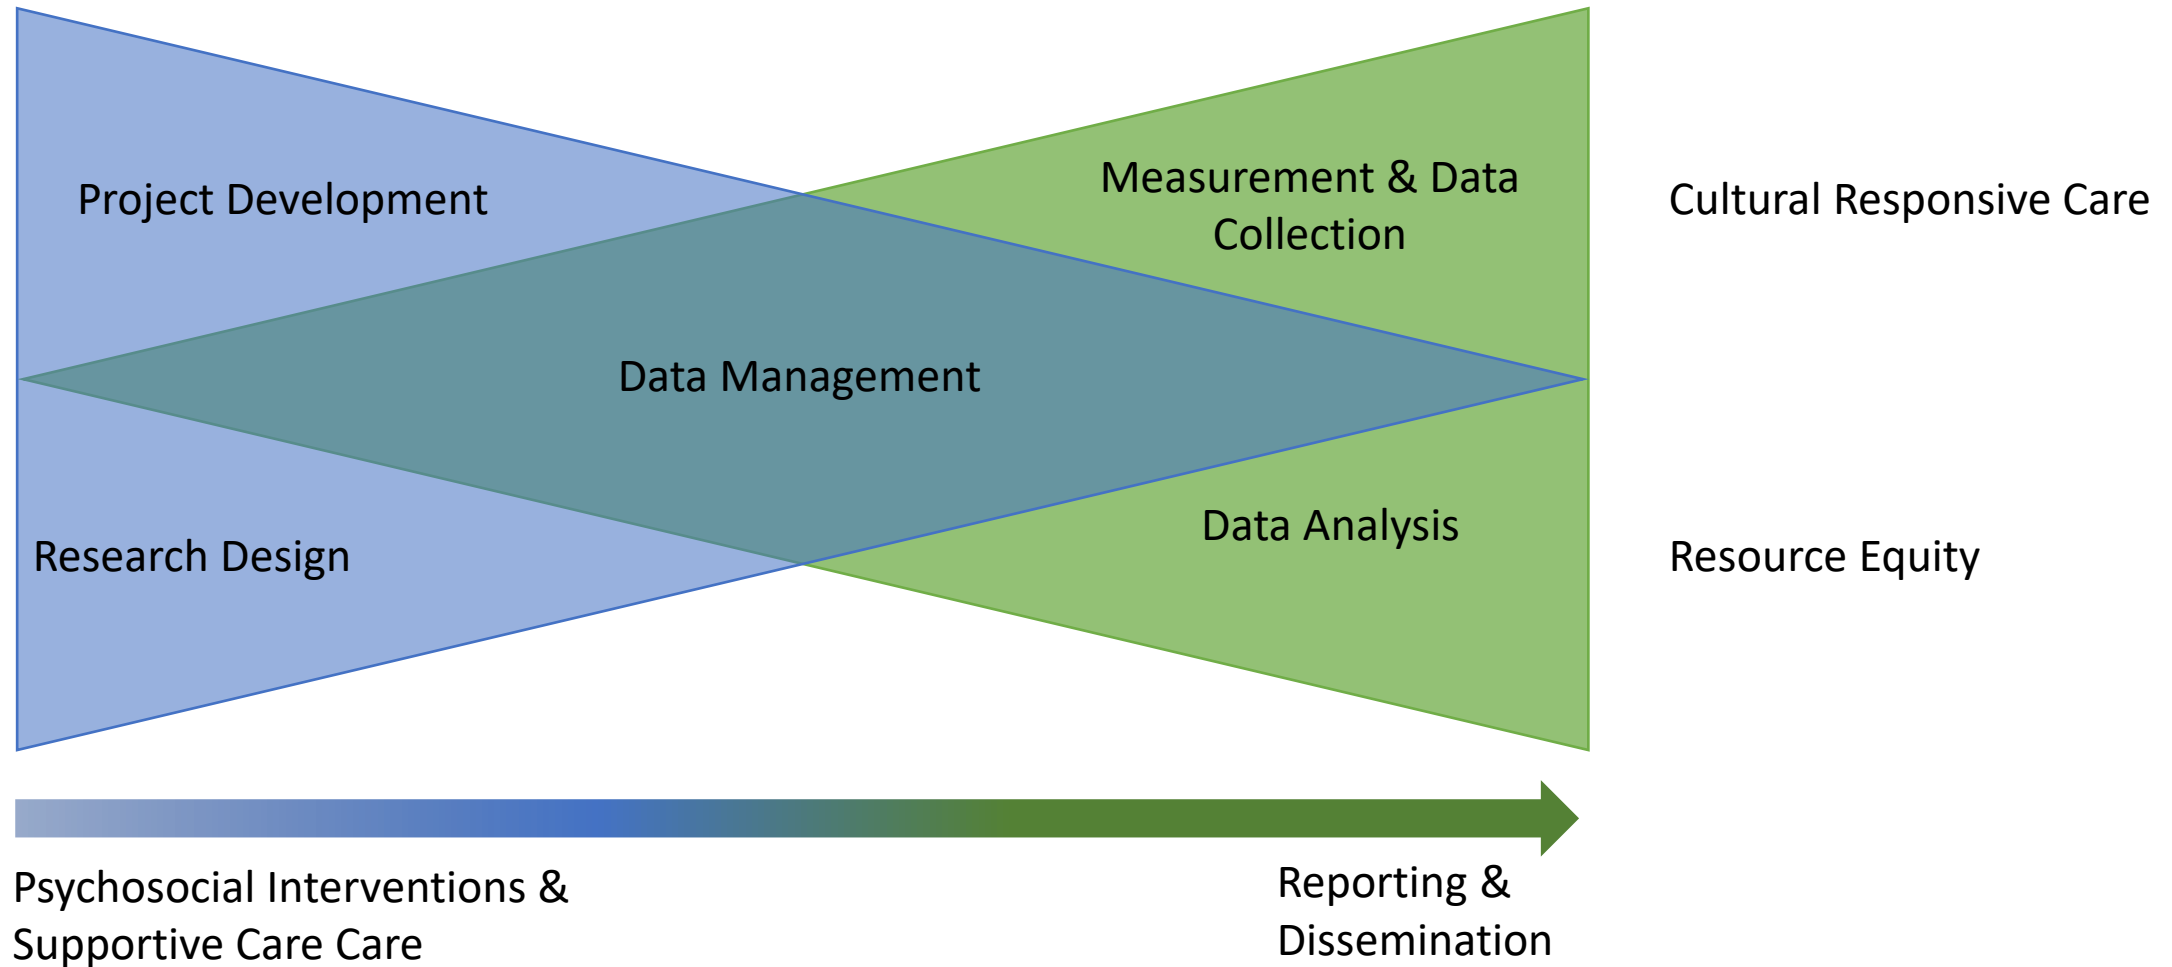 Project Development
Measurement & Data
Collection
Cultural Responsive Care
Data Management
Research Design
Data Analysis
Resource Equity
Psychosocial Interventions &
Supportive Care Care
Reporting &
Dissemination